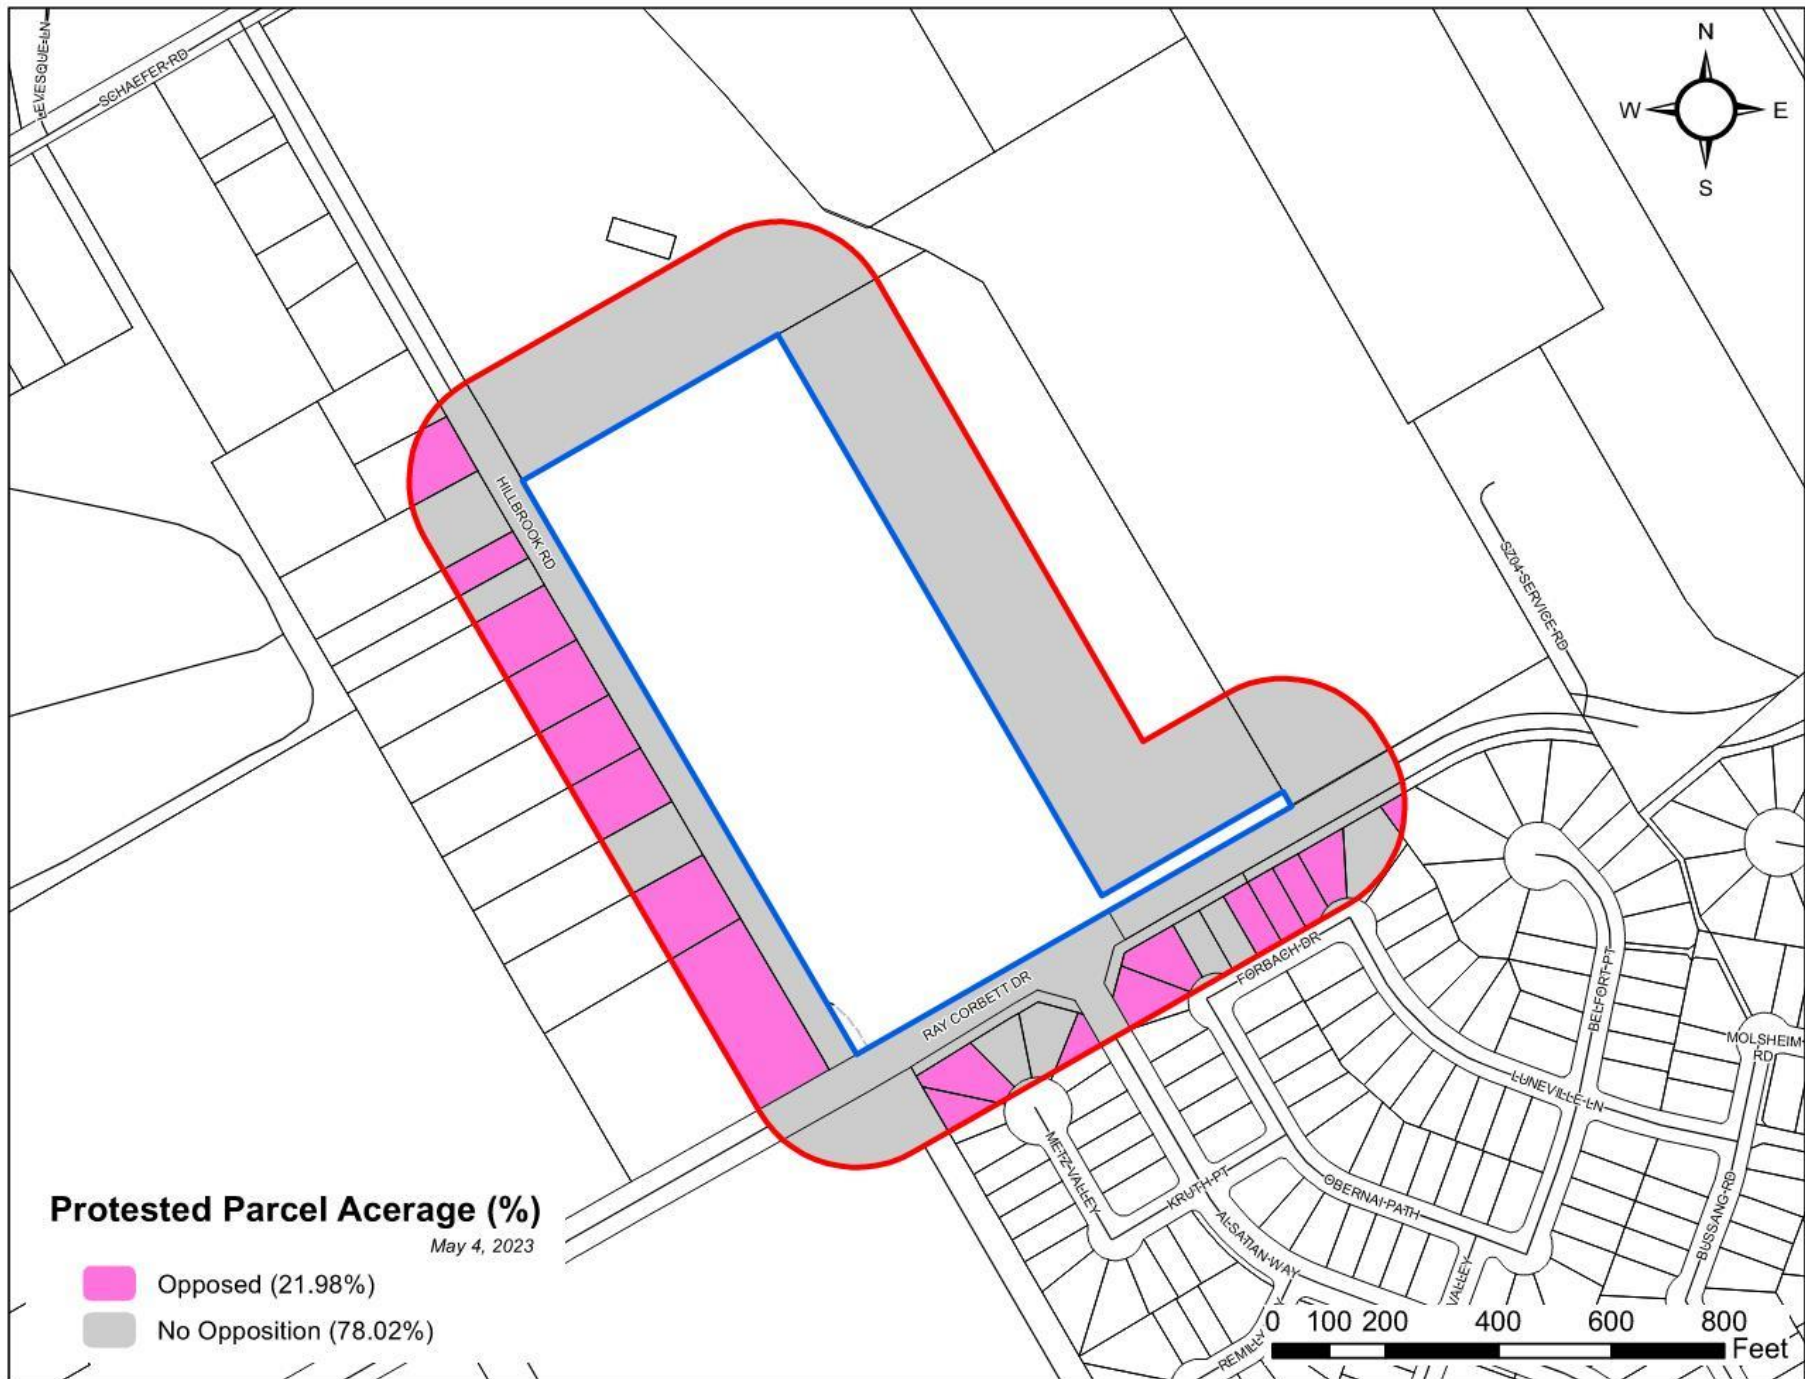 LEVESQUE-LN
SCHAEFER-RD
N
W
E
S
HILLBROOK RD
SZ04-SERVICE-RD
RAY CORBETT DR
FORBACH-DR
BELFORT-PT
MOLSHEIM-
RD
LUNEVILLE-LN
METZ-VALLEY
KRUTH-PT
OBERNAI-PATH
ALSATIAN-WAY
BUSSANG-RD
VALLEY
Protested Parcel Acerage (%)
May 4, 2023
Opposed (21.98%)
No Opposition (78.02%)
0 100 200 400 600 800
Feet